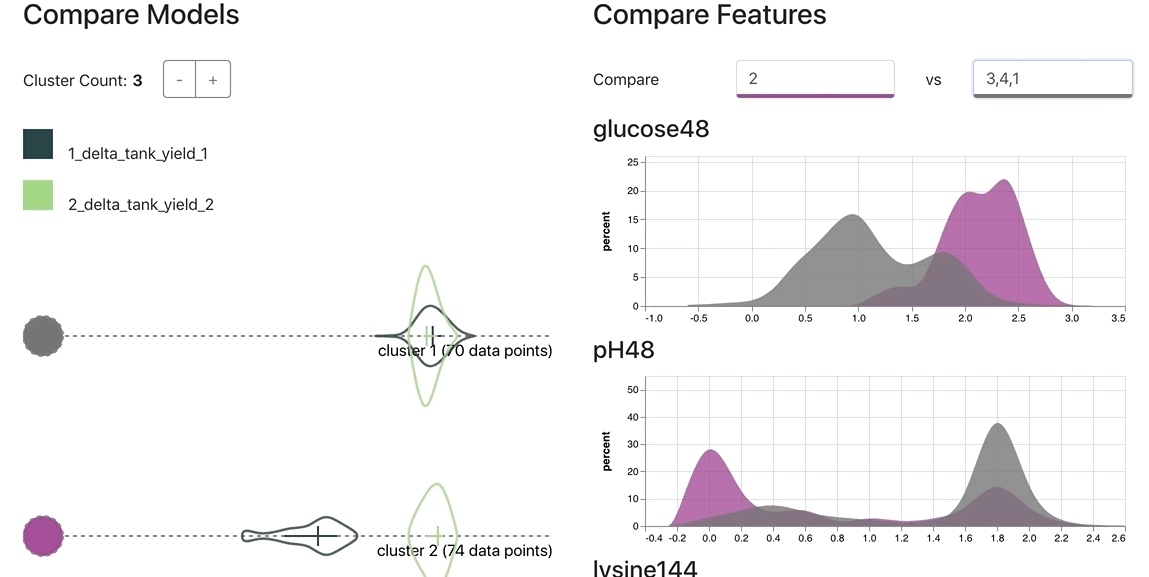 Compare Models
Cluster Count: 3
-
+
1_delta_tank_yield_1
2_delta_tank_yield_2
cluster 1 (70 data points)
cluster 2 (74 data points)
Compare Features
Compare
2
vs
3,4,1
glucose48
percent
25
20
15
10
5
0
-1.0 -0.5 0.0 0.5 1.0 1.5 2.0 2.5 3.0 3.5
pH48
percent
50
40
30
20
10
0
-0.4 -0.2 0.0 0.2 0.4 0.6 0.8 1.0 1.2 1.4 1.6 1.8 2.0 2.2 2.4 2.6
lysine144